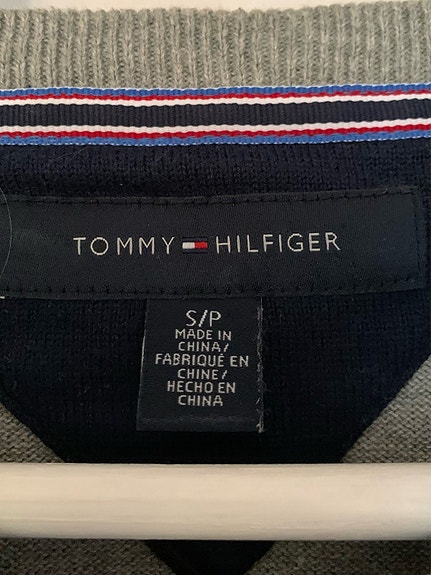 TOMMY HILFIGER
S/P
MADE IN
CHINA/
FABRIQUÉ EN
CHINE/
HECHO EN
CHINA